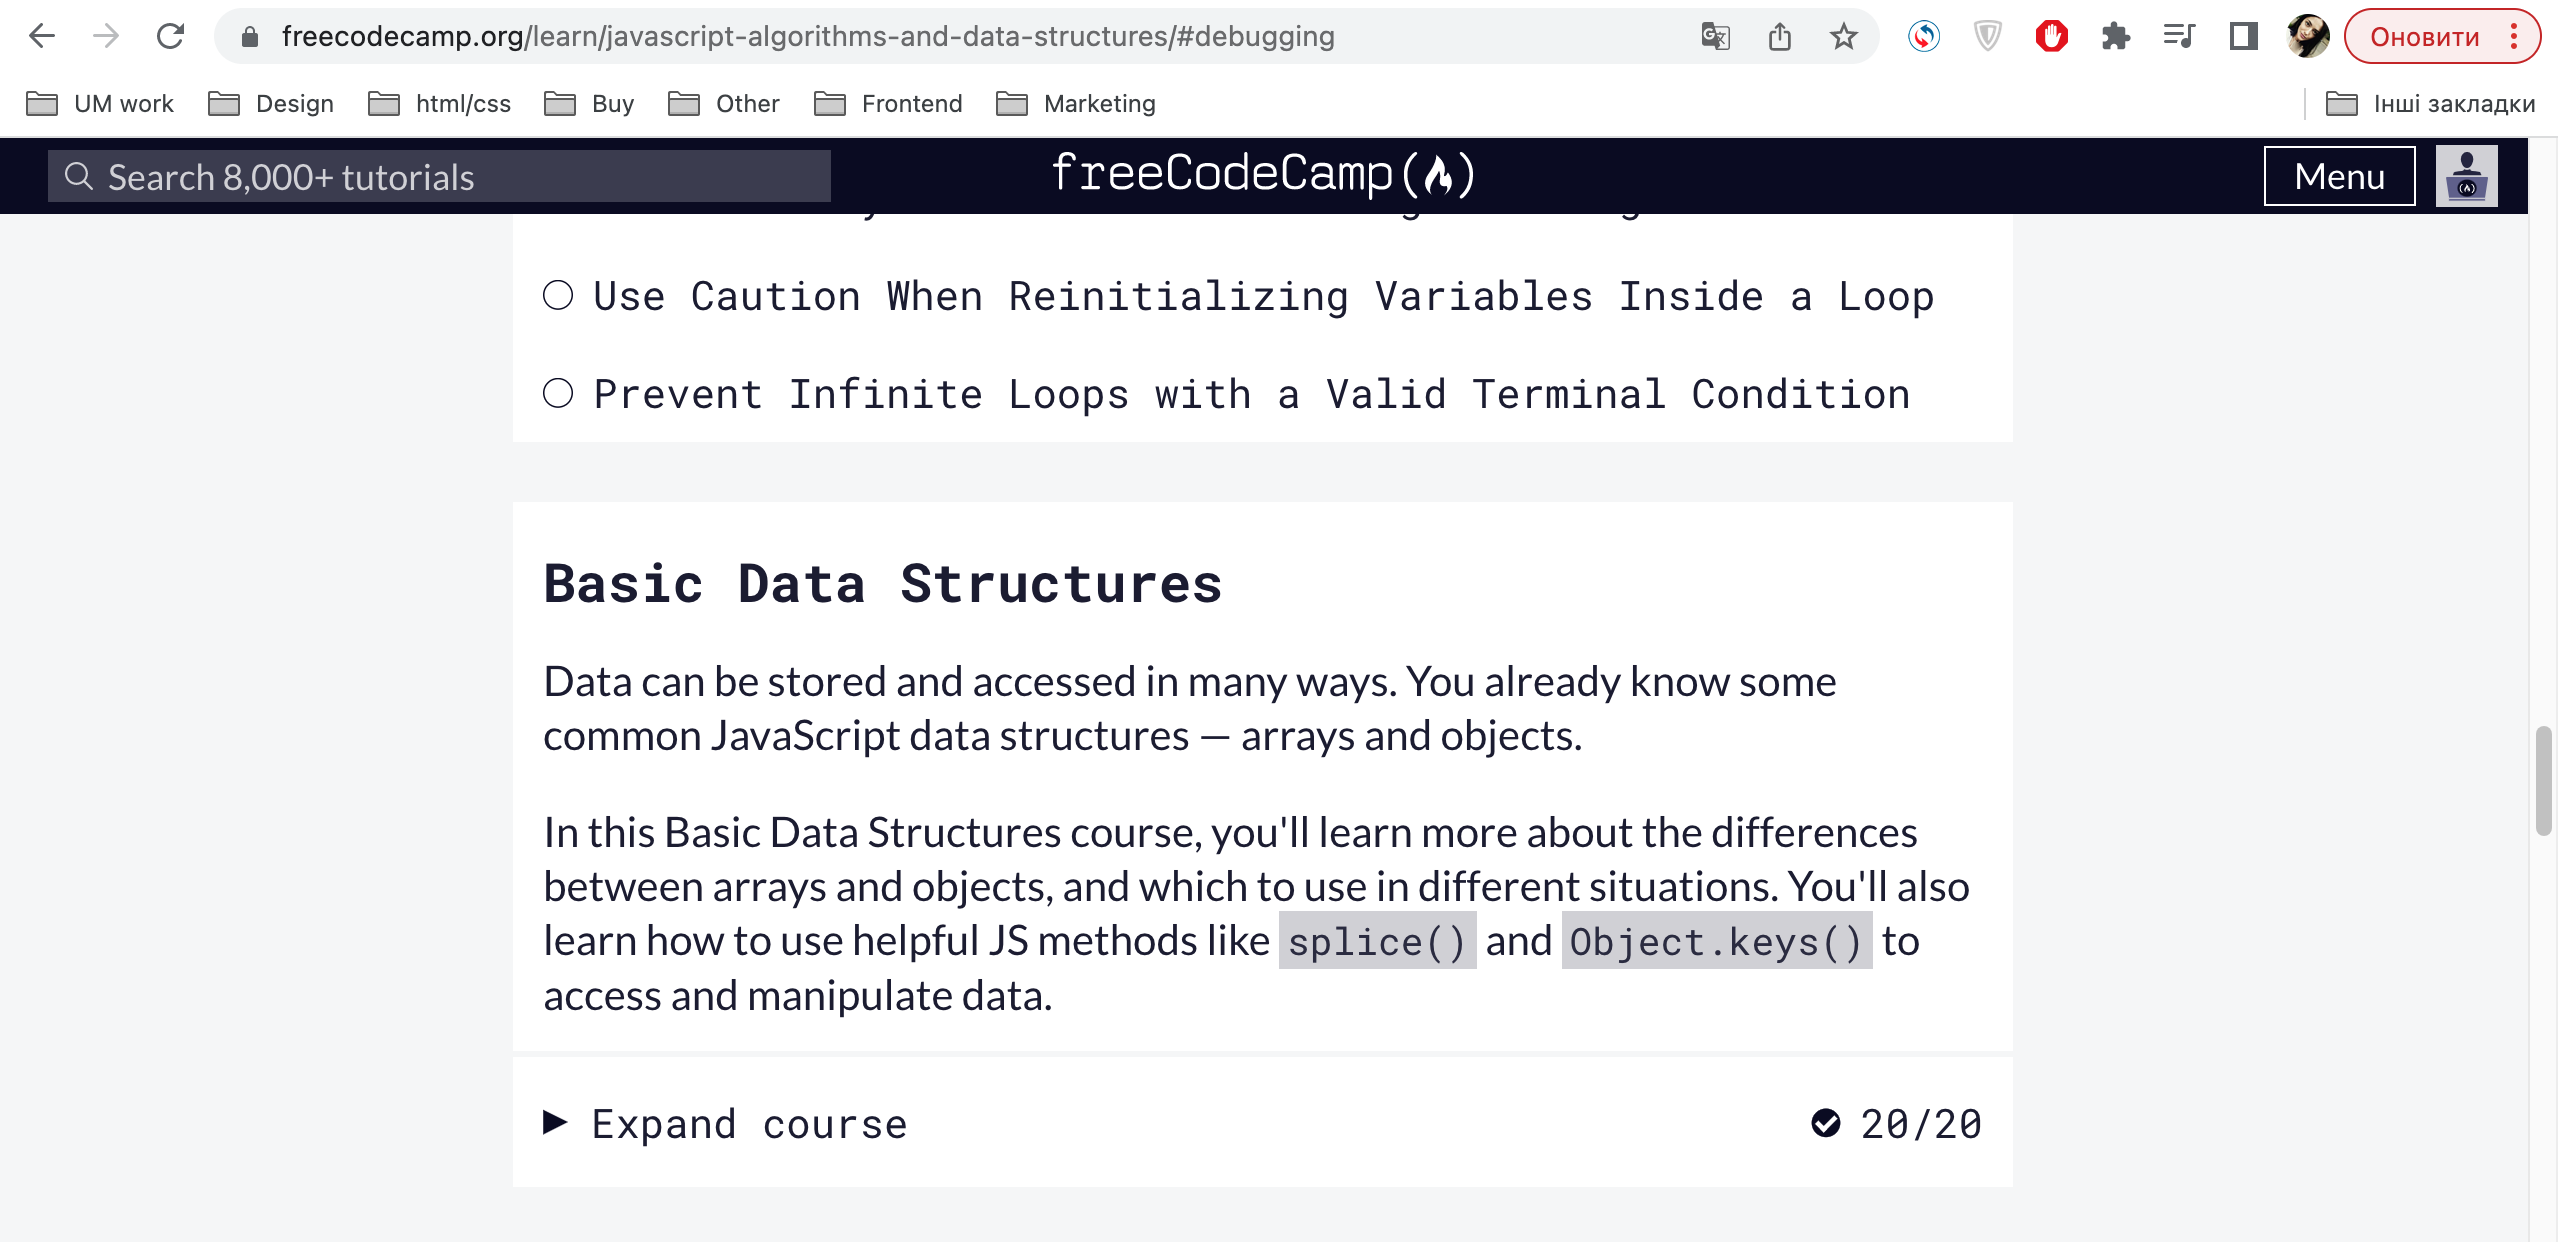 freecodecamp.org/learn/javascript-algorithms-and-data-structures/#debugging
Оновити
UM work
Design
html/css
Buy
Other
Frontend
Marketing
Інші закладки
Search 8,000+ tutorials
freeCodeCamp
Menu
Use Caution When Reinitializing Variables Inside a Loop
Prevent Infinite Loops with a Valid Terminal Condition
Basic Data Structures
Data can be stored and accessed in many ways. You already know some
common JavaScript data structures — arrays and objects.
In this Basic Data Structures course, you'll learn more about the differences
between arrays and objects, and which to use in different situations. You'll also
learn how to use helpful JS methods like splice() and Object.keys() to
access and manipulate data.
Expand course
20/20